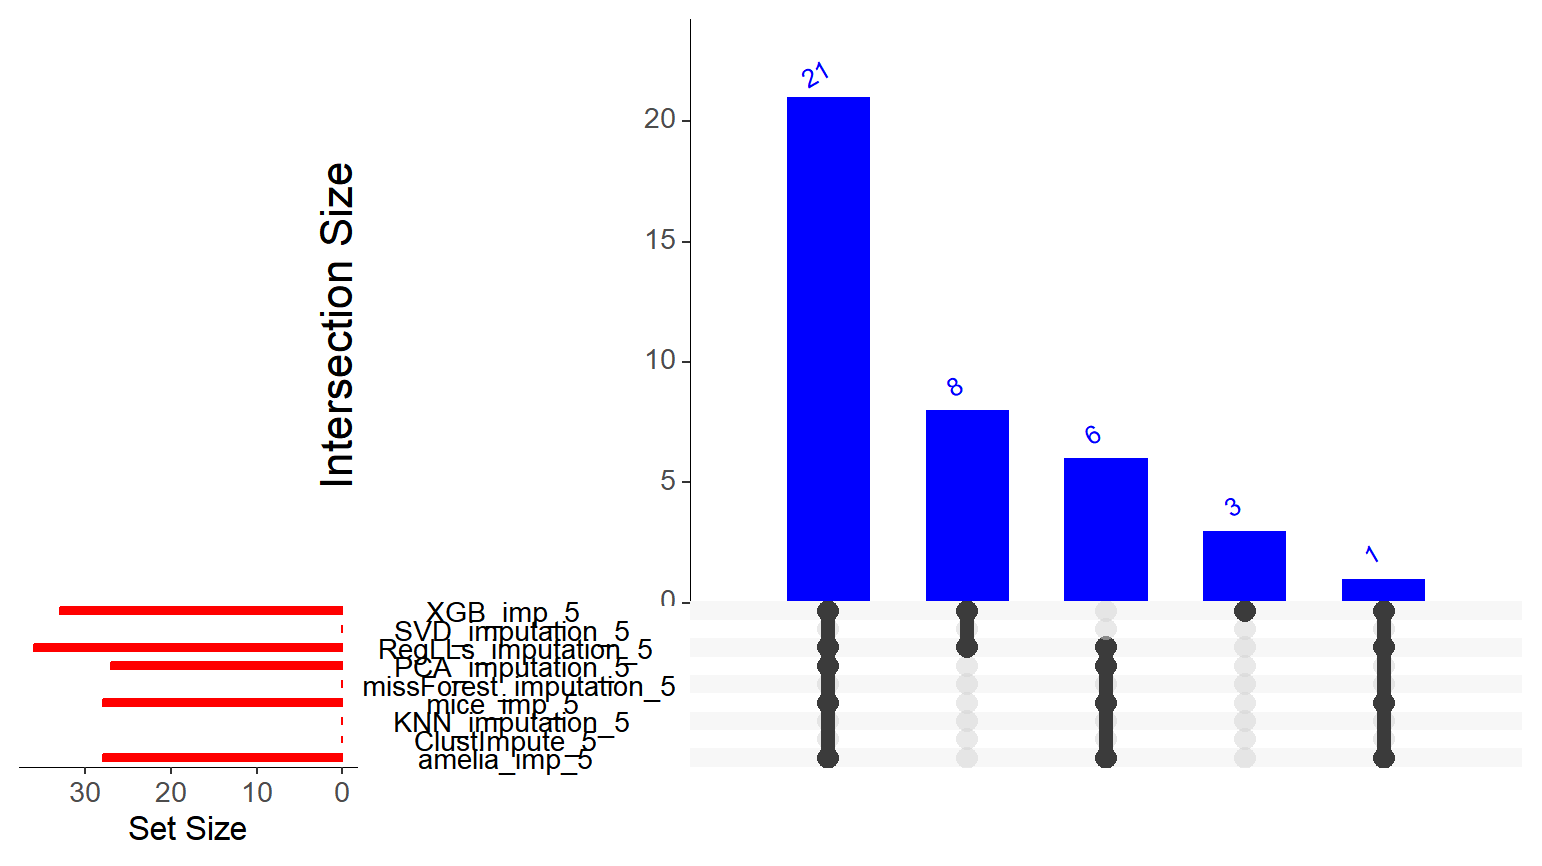 Intersection Size
20
15
10
5
0
21
8
6
3
1
XGB_imp_5
SVD_imputation_5
RegLLs_imputation_5
PCA_imputation_5
missForest_imputation_5
mice_imp_5
KNN_imputation_5
ClustImpute_5
amelia_imp_5
30 20 10 0
Set Size